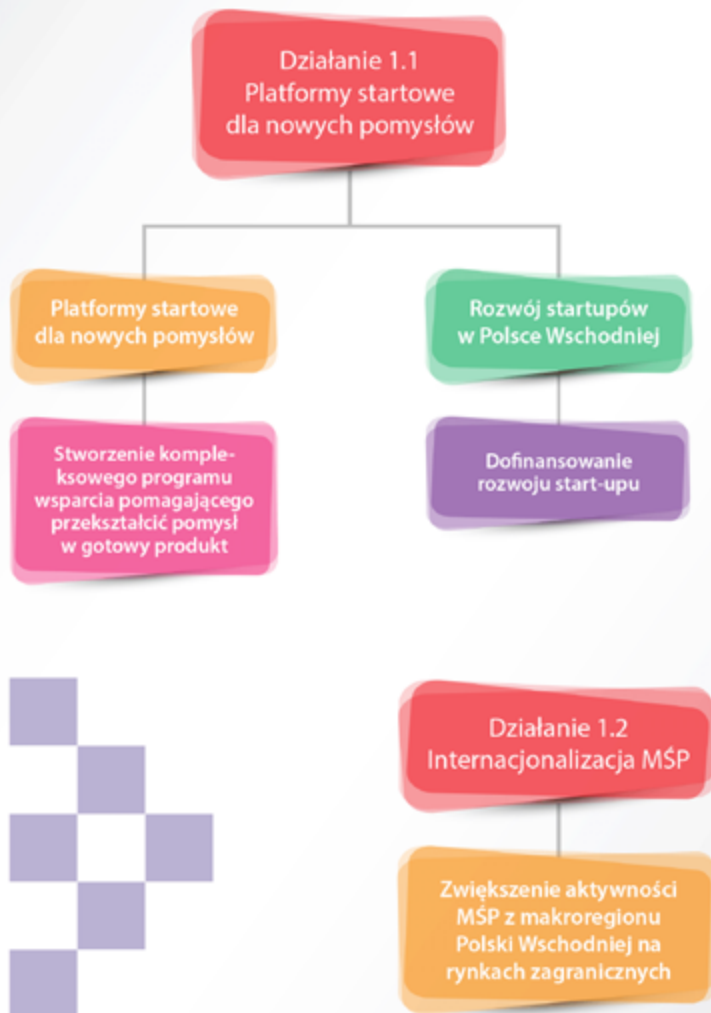 Działanie 1.1
Platformy startowe
dla nowych pomysłów
Platformy startowe
dla nowych pomysłów
Rozwój startupów
w Polsce Wschodniej
Stworzenie komple-
ksowego programu
wsparcia pomagającego
przekształcić pomysł
w gotowy produkt
Dofinansowanie
rozwoju start-upu
Działanie 1.2
Internacjonalizacja MŚP
Zwiększenie aktywności
MŚP z makroregionu
Polski Wschodniej na
rynkach zagranicznych